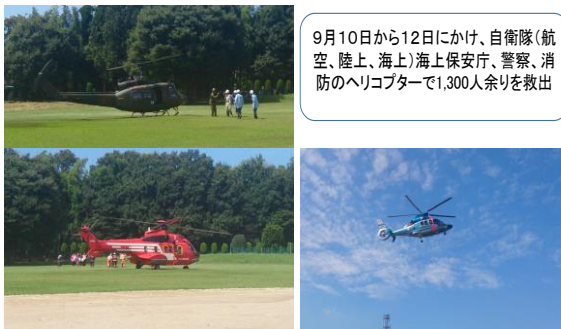 9月10日から12日にかけ、自衛隊(航
空、陸上、海上)海上保安庁、警察、消
防のヘリコプターで1,300人余りを救出